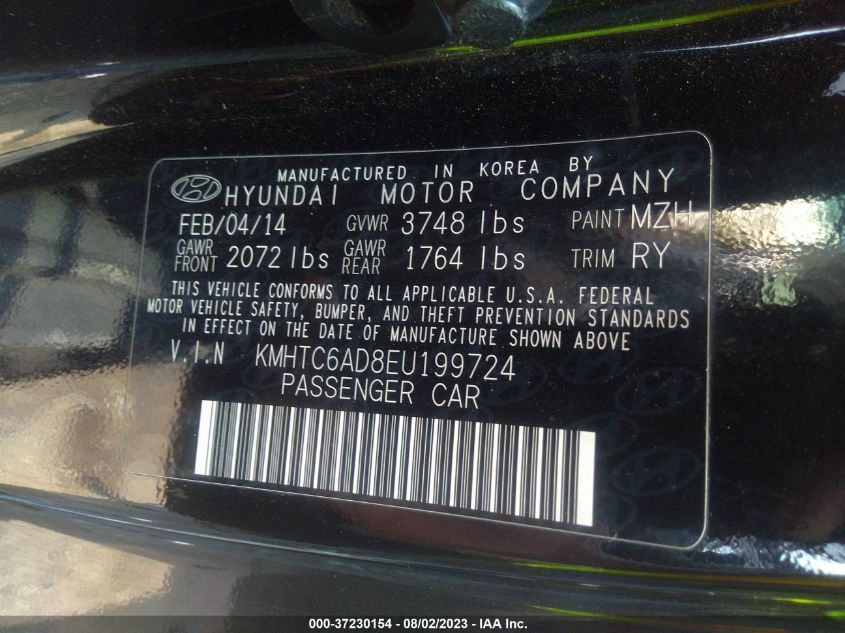 MANUFACTURED IN KOREA BY
HYUNDAI MOTOR COMPANY
FEB/04/14 GVWR 3748 lbs PAINT MZH
GAWR FRONT 2072 lbs GAWR REAR 1764 lbs TRIM RY
THIS VEHICLE CONFORMS TO ALL APPLICABLE U.S.A. FEDERAL
MOTOR VEHICLE SAFETY, BUMPER, AND THEFT PREVENTION STANDARDS
IN EFFECT ON THE DATE OF MANUFACTURE SHOWN ABOVE
V.I.N KMHTC6AD8EU199724
PASSENGER CAR
000-37230154 - 08/02/2023 - IAA Inc.